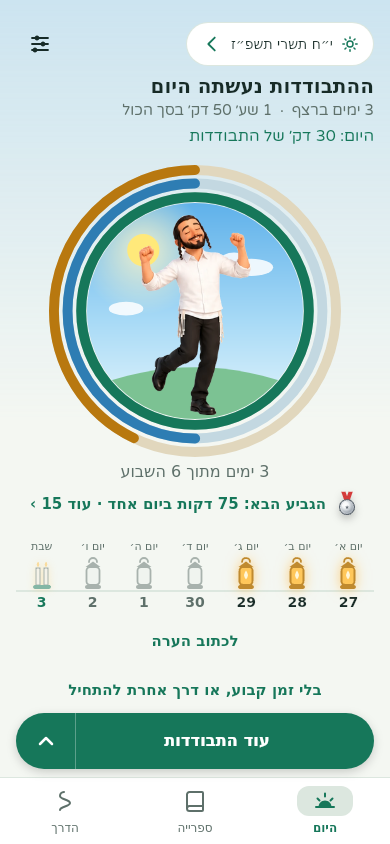 י״ח תשרי תשפ״ז
ההתבודדות נעשתה היום
3 ימים ברצף · 1 שע׳ 50 דק׳ בסך הכול
היום: 30 דק׳ של התבודדות
3 ימים מתוך 6 השבוע
הגביע הבא: 75 דקות ביום אחד · עוד 15 ›
יום א׳ יום ב׳ יום ג׳ יום ד׳ יום ה׳ יום ו׳ שבת
27 28 29 30 1 2 3
לכתוב הערה
בלי זמן קבוע, או דרך אחרת להתחיל
עוד התבודדות
היום ספרייה הדרך